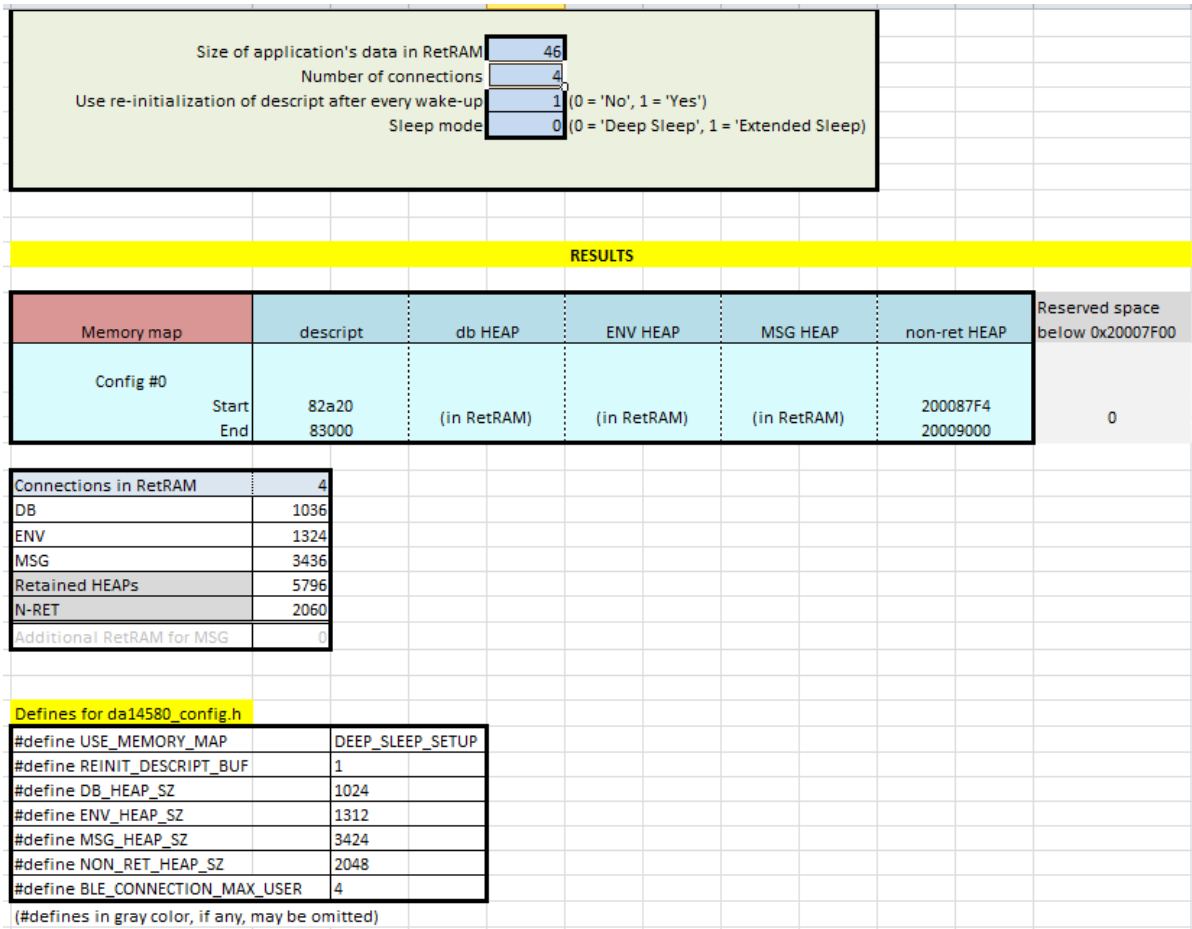 Size of application's data in RetRAM 46
Number of connections 4
Use re-initialization of descript after every wake-up 1 (0 = 'No', 1 = 'Yes')
Sleep mode 0 (0 = 'Deep Sleep', 1 = 'Extended Sleep)
RESULTS
Memory map descript db HEAP ENV HEAP MSG HEAP non-ret HEAP Reserved space below 0x20007F00
Config #0
Start 82a20 (in RetRAM) (in RetRAM) (in RetRAM) 200087F4 0
End 83000 20009000
Connections in RetRAM 4
DB 1036
ENV 1324
MSG 3436
Retained HEAPs 5796
N-RET 2060
Additional RetRAM for MSG 0
Defines for da14580_config.h
#define USE_MEMORY_MAP DEEP_SLEEP_SETUP
#define REINIT_DESCRIPT_BUF 1
#define DB_HEAP_SZ 1024
#define ENV_HEAP_SZ 1312
#define MSG_HEAP_SZ 3424
#define NON_RET_HEAP_SZ 2048
#define BLE_CONNECTION_MAX_USER 4
(#defines in gray color, if any, may be omitted)